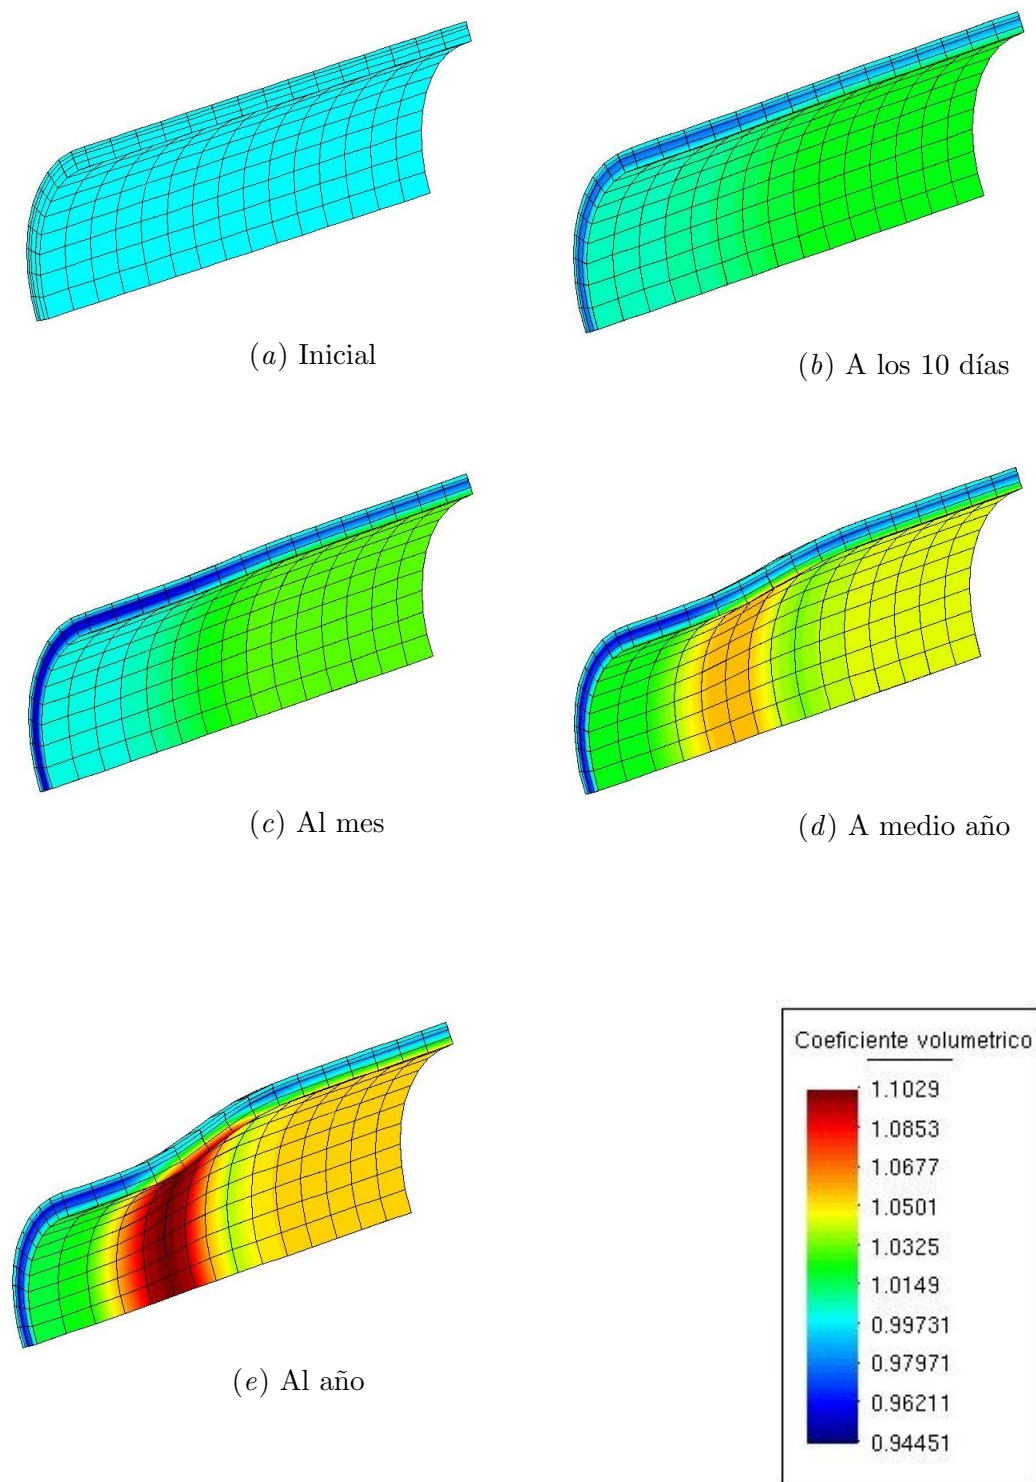 (a) Inicial
(b) A los 10 días
(c) Al mes
(d) A medio año
(e) Al año
Coeficiente volumetrico
1.1029
1.0853
1.0677
1.0501
1.0325
1.0149
0.99731
0.97971
0.96211
0.94451